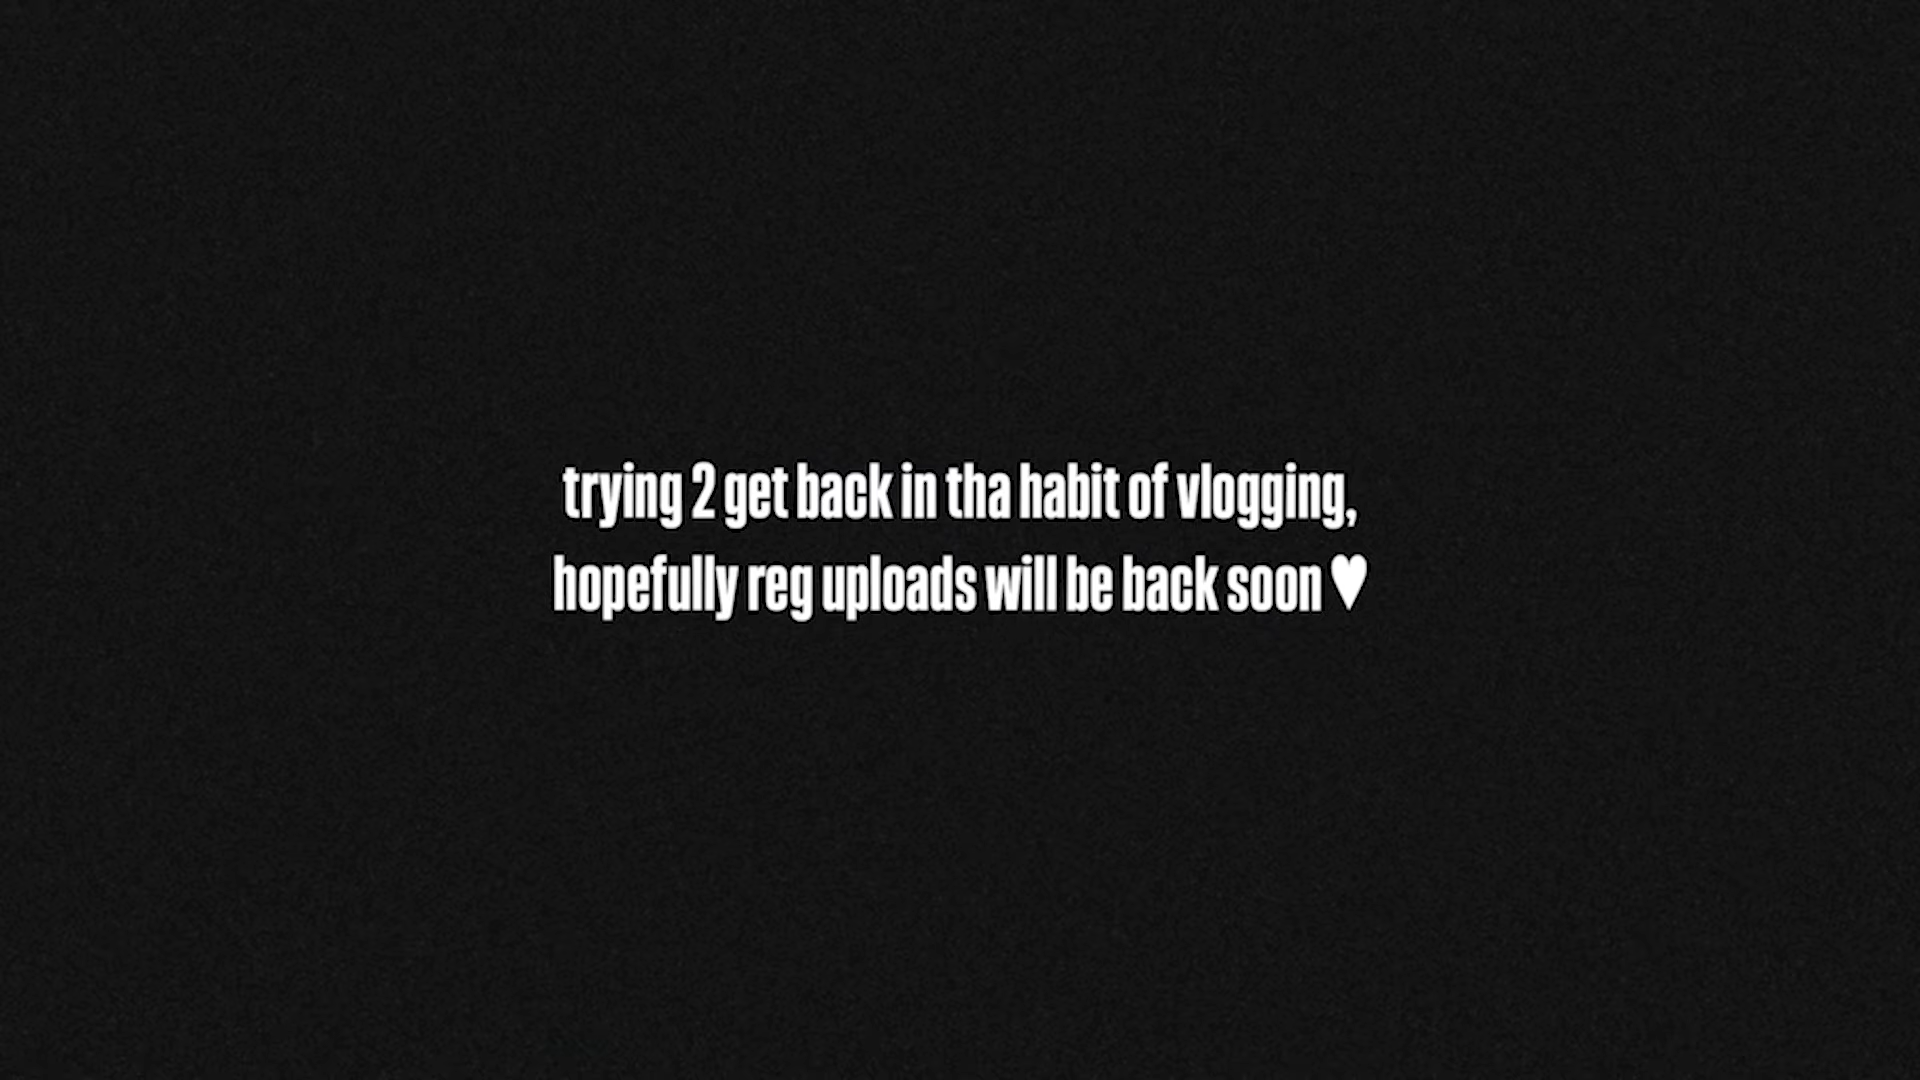 trying 2 get back in tha habit of vlogging,
hopefully reg uploads will be back soon ♥